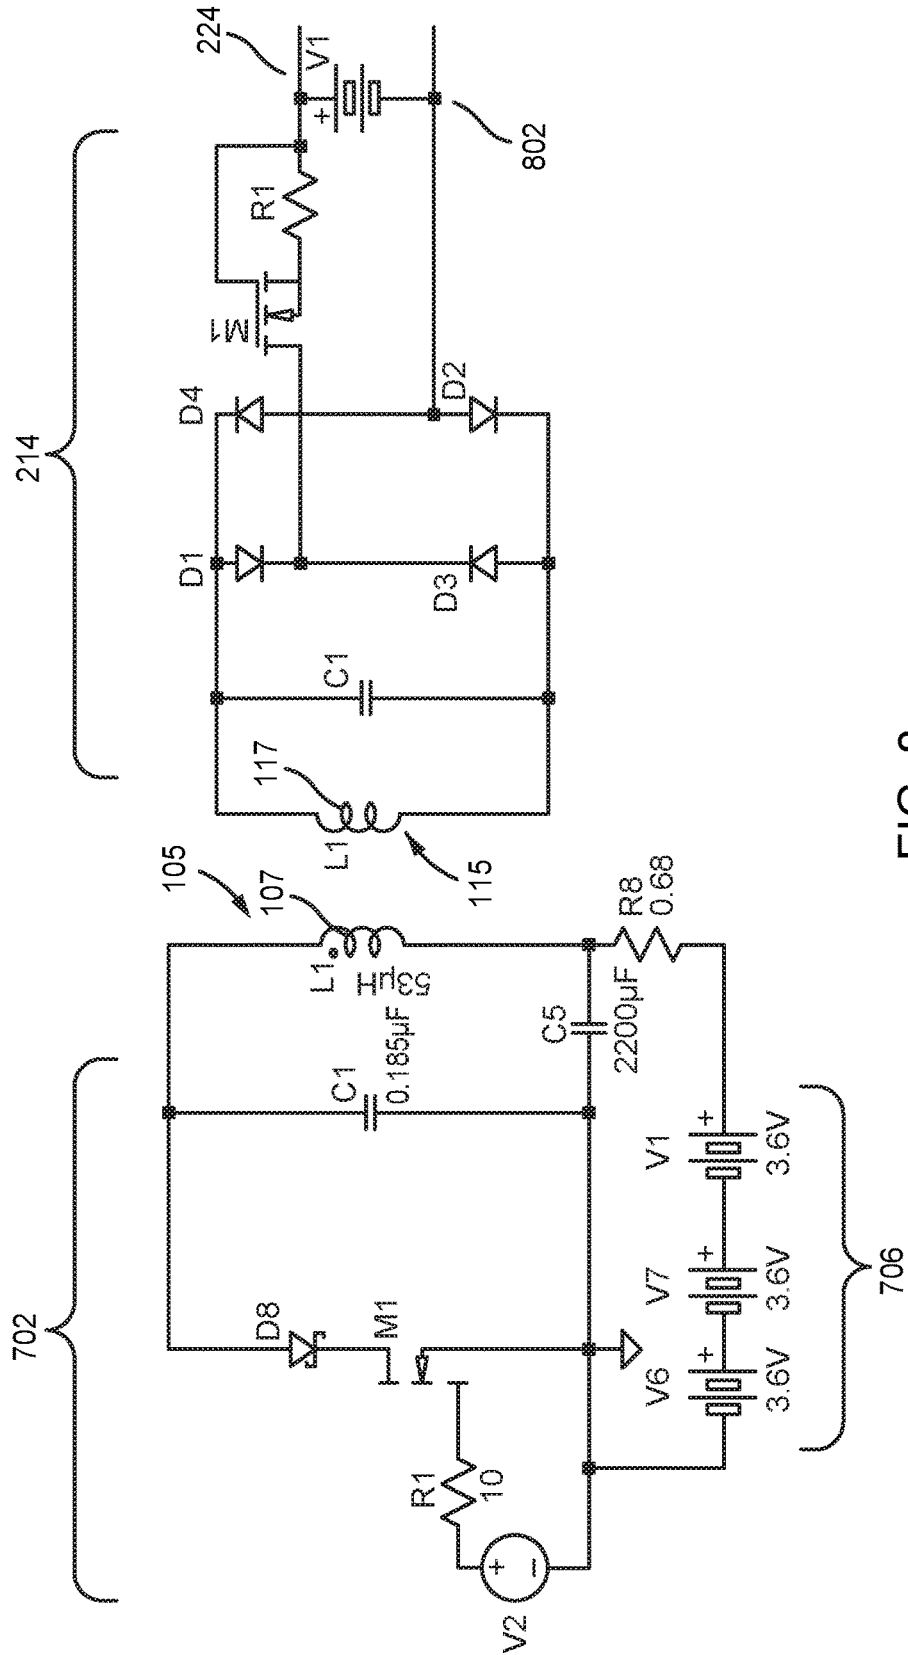 702
105
107
L1
53µH
C1
0.185µF
D8
M1
R1
10
V2
C5
2200µF
R8
0.68
V6
3.6V
+
V7
3.6V
+
V1
3.6V
+
+
−
706
214
224
117
L1
115
C1
D1
D4
D3
D2
M1
R1
V1
+
802